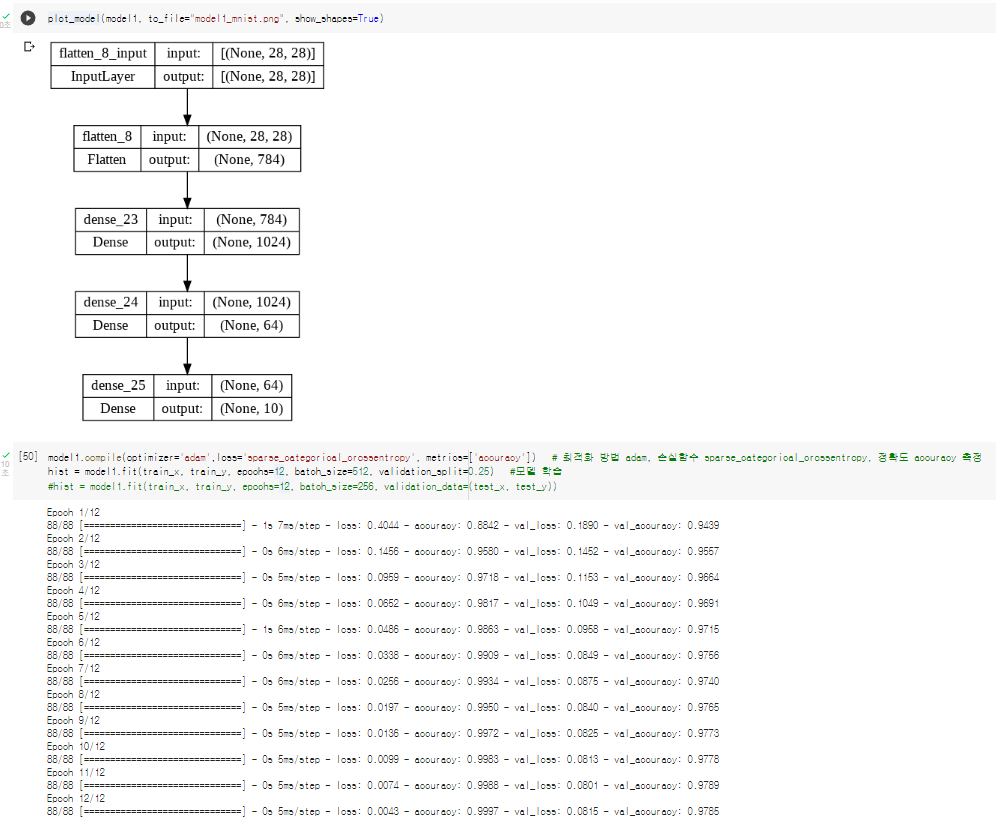 0초
plot_model(model1, to_file="model1_mnist.png", show_shapes=True)
flatten_8_input input: [(None, 28, 28)]
InputLayer output: [(None, 28, 28)]
flatten_8 input: (None, 28, 28)
Flatten output: (None, 784)
dense_23 input: (None, 784)
Dense output: (None, 1024)
dense_24 input: (None, 1024)
Dense output: (None, 64)
dense_25 input: (None, 64)
Dense output: (None, 10)
10
초
[50] model1.compile(optimizer='adam',loss='sparse_categorical_crossentropy', metrics=['accuracy']) # 최적화 방법 adam, 손실함수 sparse_categorical_crossentropy, 정확도 accuracy 측정
hist = model1.fit(train_x, train_y, epochs=12, batch_size=512, validation_split=0.25) #모델 학습
#hist = model1.fit(train_x, train_y, epochs=12, batch_size=256, validation_data=(test_x, test_y))
Epoch 1/12
88/88 [==============================] - 1s 7ms/step - loss: 0.4044 - accuracy: 0.8842 - val_loss: 0.1890 - val_accuracy: 0.9439
Epoch 2/12
88/88 [==============================] - 0s 6ms/step - loss: 0.1456 - accuracy: 0.9580 - val_loss: 0.1452 - val_accuracy: 0.9557
Epoch 3/12
88/88 [==============================] - 0s 5ms/step - loss: 0.0959 - accuracy: 0.9718 - val_loss: 0.1153 - val_accuracy: 0.9664
Epoch 4/12
88/88 [==============================] - 0s 6ms/step - loss: 0.0652 - accuracy: 0.9817 - val_loss: 0.1049 - val_accuracy: 0.9691
Epoch 5/12
88/88 [==============================] - 1s 6ms/step - loss: 0.0486 - accuracy: 0.9863 - val_loss: 0.0958 - val_accuracy: 0.9715
Epoch 6/12
88/88 [==============================] - 0s 6ms/step - loss: 0.0338 - accuracy: 0.9909 - val_loss: 0.0849 - val_accuracy: 0.9756
Epoch 7/12
88/88 [==============================] - 0s 6ms/step - loss: 0.0256 - accuracy: 0.9934 - val_loss: 0.0875 - val_accuracy: 0.9740
Epoch 8/12
88/88 [==============================] - 0s 5ms/step - loss: 0.0197 - accuracy: 0.9950 - val_loss: 0.0840 - val_accuracy: 0.9765
Epoch 9/12
88/88 [==============================] - 0s 5ms/step - loss: 0.0136 - accuracy: 0.9972 - val_loss: 0.0825 - val_accuracy: 0.9773
Epoch 10/12
88/88 [==============================] - 0s 5ms/step - loss: 0.0099 - accuracy: 0.9983 - val_loss: 0.0813 - val_accuracy: 0.9778
Epoch 11/12
88/88 [==============================] - 0s 5ms/step - loss: 0.0074 - accuracy: 0.9988 - val_loss: 0.0801 - val_accuracy: 0.9789
Epoch 12/12
88/88 [==============================] - 0s 5ms/step - loss: 0.0043 - accuracy: 0.9997 - val_loss: 0.0815 - val_accuracy: 0.9785